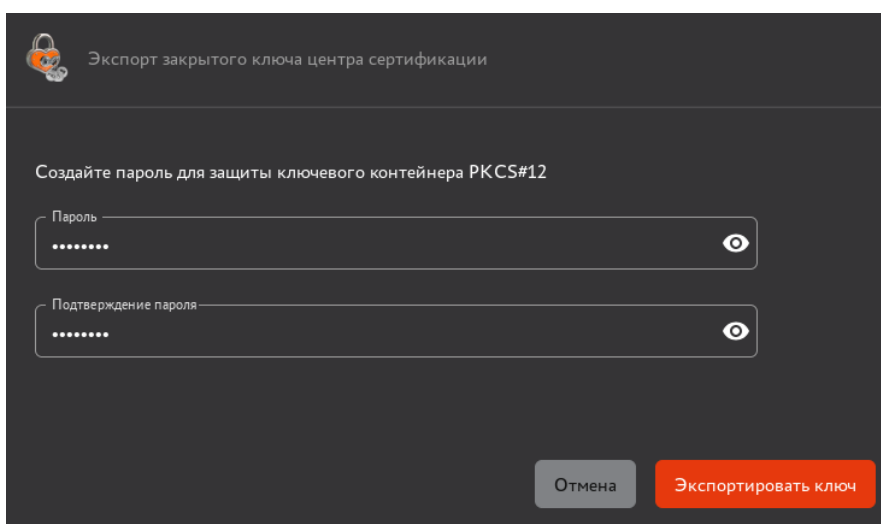 Экспорт закрытого ключа центра сертификации
Создайте пароль для защиты ключевого контейнера PKCS#12
Пароль
••••••••
Подтверждение пароля
••••••••
Отмена
Экспортировать ключ